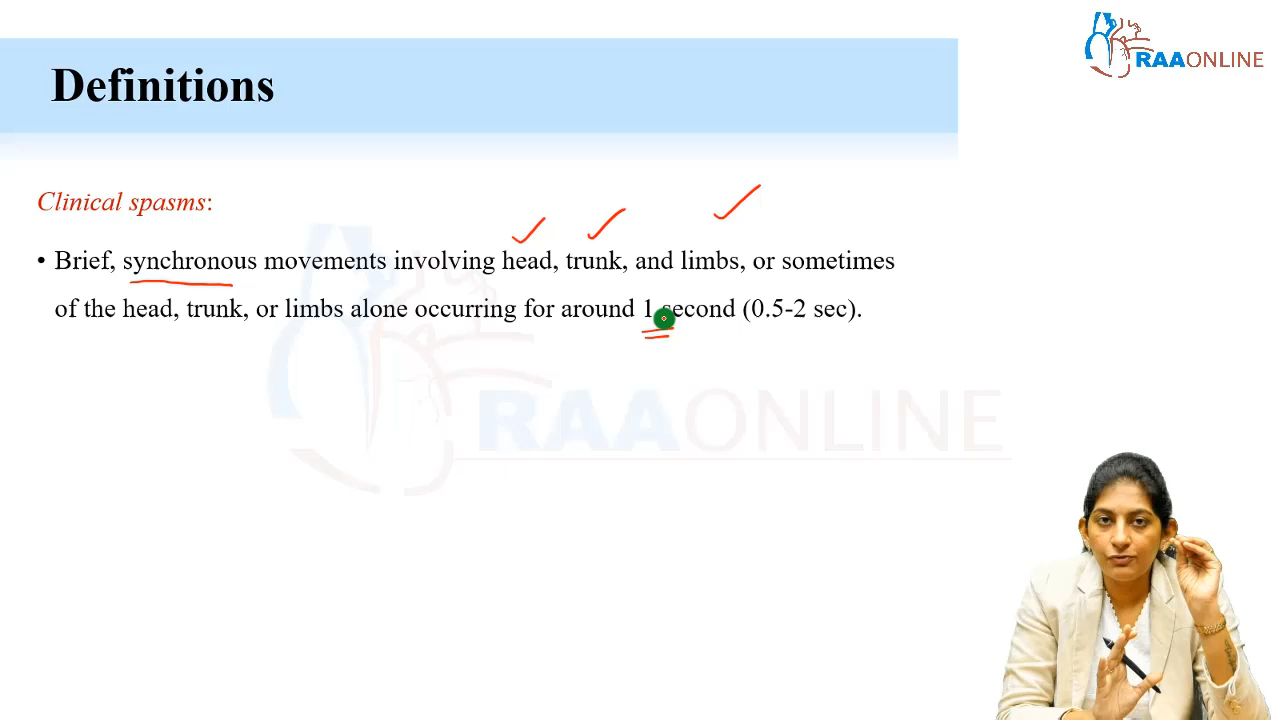 RAAONLINE
Definitions
Clinical spasms:
• Brief, synchronous movements involving head, trunk, and limbs, or sometimes
of the head, trunk, or limbs alone occurring for around 1 second (0.5-2 sec).
RAAONLINE